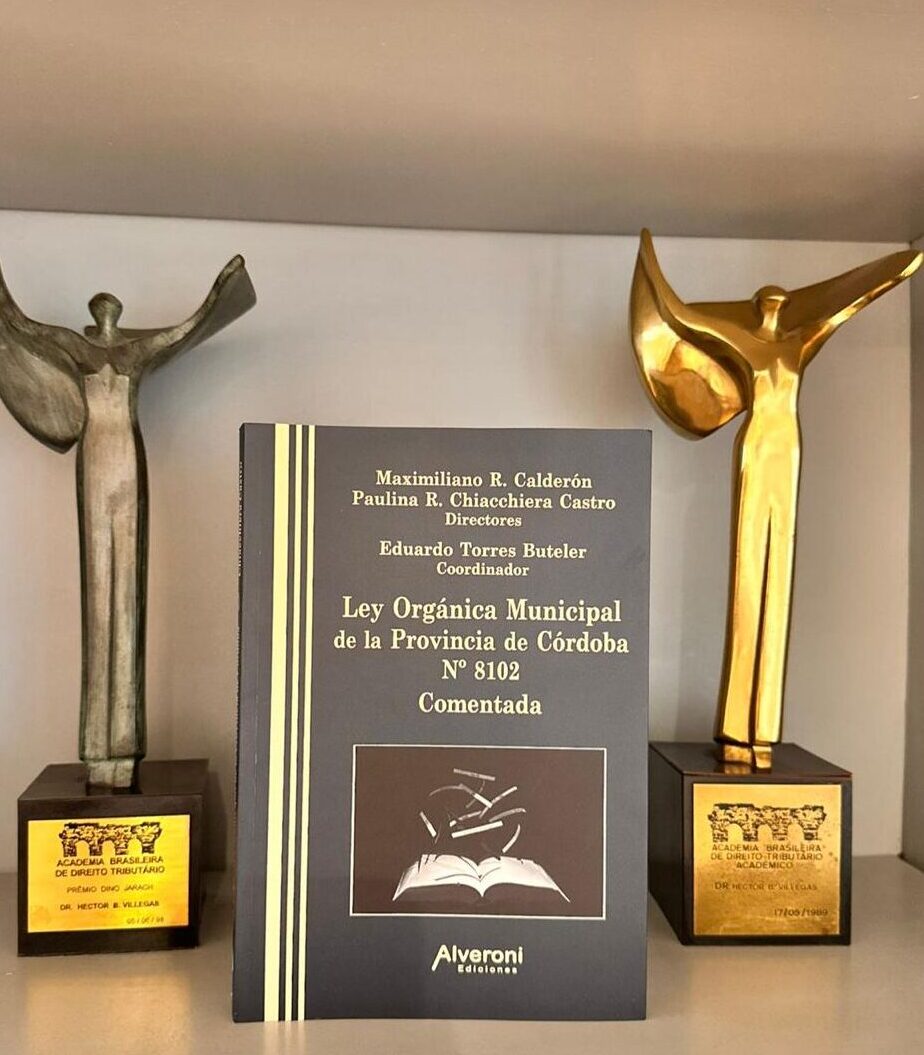 Maximiliano R. Calderón
Paulina R. Chiacchiera Castro
Directores
Eduardo Torres Buteler
Coordinador
Ley Orgánica Municipal
de la Provincia de Córdoba
Nº 8102
Comentada
Alveroni
Ediciones
ACADEMIA BRASILEIRA
DE DIREITO TRIBUTÁRIO
PRÊMIO DINO JARACH
DR. HECTOR B. VILLEGAS
ACADEMIA BRASILEIRA
DE DIREITO TRIBUTÁRIO
ACADEMICO
DR. HECTOR B. VILLEGAS
17/05/1989